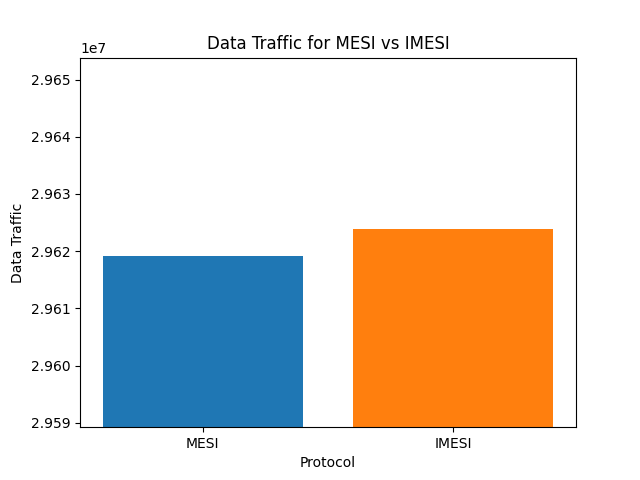 Data Traffic for MESI vs IMESI
1e7
2.965
2.964
2.963
2.962
2.961
2.960
2.959
Data Traffic
MESI
IMESI
Protocol